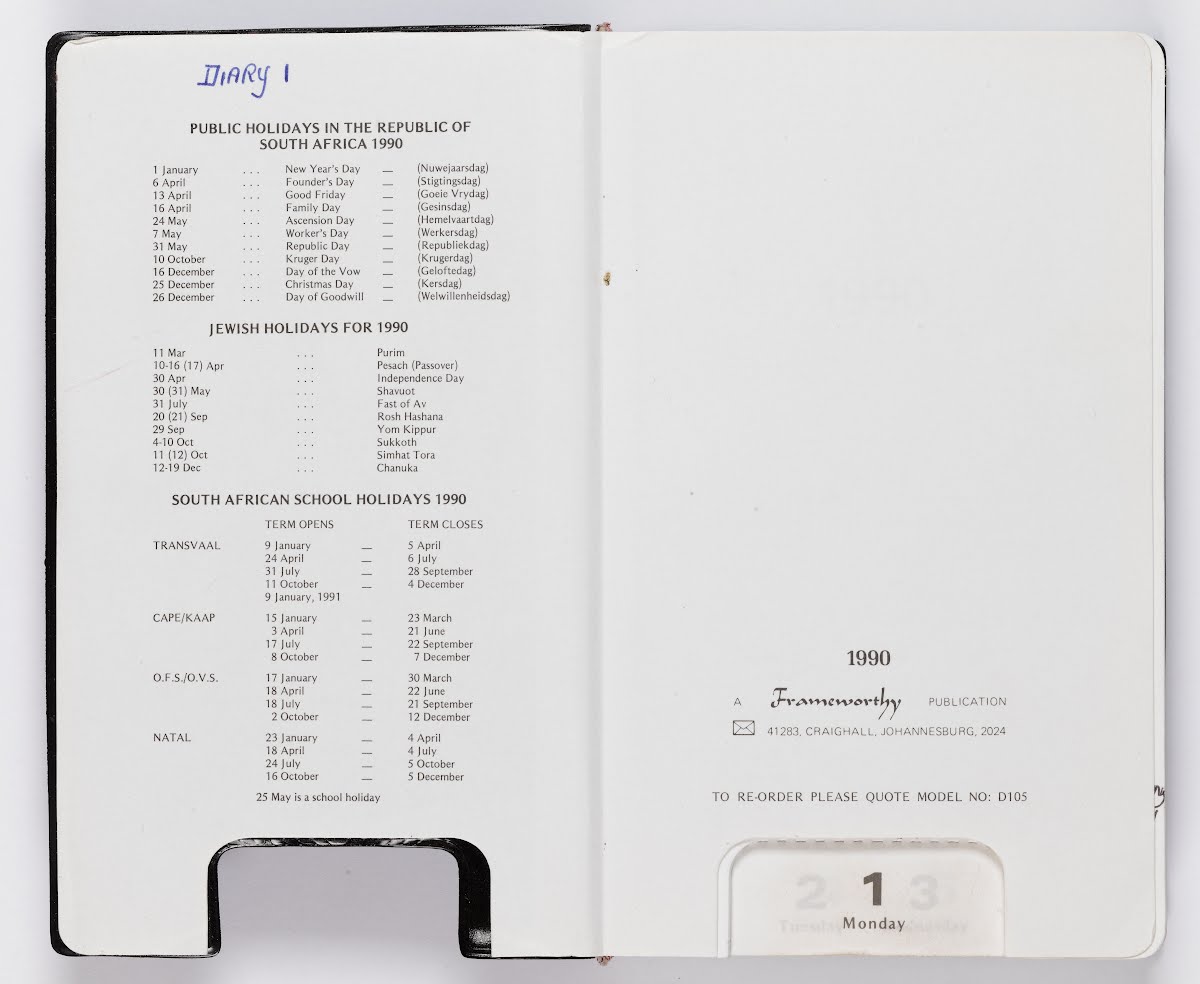 DIARY 1
PUBLIC HOLIDAYS IN THE REPUBLIC OF
SOUTH AFRICA 1990
1 January ... New Year's Day — (Nuwejaarsdag)
6 April ... Founder's Day — (Stigtingsdag)
13 April ... Good Friday — (Goeie Vrydag)
16 April ... Family Day — (Gesinsdag)
24 May ... Ascension Day — (Hemelvaartdag)
7 May ... Worker's Day — (Werkersdag)
31 May ... Republic Day — (Republiekdag)
10 October ... Kruger Day — (Krugerdag)
16 December ... Day of the Vow — (Geloftedag)
25 December ... Christmas Day — (Kersdag)
26 December ... Day of Goodwill — (Welwillenheidsdag)
JEWISH HOLIDAYS FOR 1990
11 Mar ... Purim
10-16 (17) Apr ... Pesach (Passover)
30 Apr ... Independence Day
30 (31) May ... Shavuot
31 July ... Fast of Av
20 (21) Sep ... Rosh Hashana
29 Sep ... Yom Kippur
4-10 Oct ... Sukkoth
11 (12) Oct ... Simhat Tora
12-19 Dec ... Chanuka
SOUTH AFRICAN SCHOOL HOLIDAYS 1990
TERM OPENS TERM CLOSES
TRANSVAAL 9 January — 5 April
24 April — 6 July
31 July — 28 September
11 October — 4 December
9 January, 1991
CAPE/KAAP 15 January — 23 March
3 April — 21 June
17 July — 22 September
8 October — 7 December
O.F.S./O.V.S. 17 January — 30 March
18 April — 22 June
18 July — 21 September
2 October — 12 December
NATAL 23 January — 4 April
18 April — 4 July
24 July — 5 October
16 October — 5 December
25 May is a school holiday
1990
A Frameworthy PUBLICATION
41283, CRAIGHALL, JOHANNESBURG, 2024
TO RE-ORDER PLEASE QUOTE MODEL NO: D105
2 1 3
Tuesday Monday